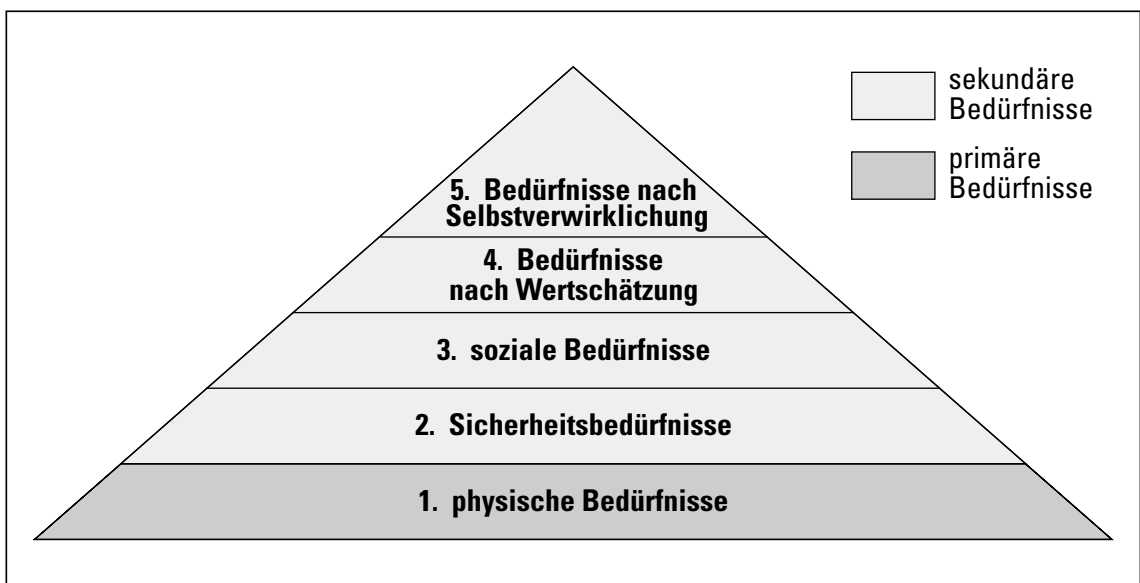 sekundäre
Bedürfnisse
primäre
Bedürfnisse
5. Bedürfnisse nach
Selbstverwirklichung
4. Bedürfnisse
nach Wertschätzung
3. soziale Bedürfnisse
2. Sicherheitsbedürfnisse
1. physische Bedürfnisse